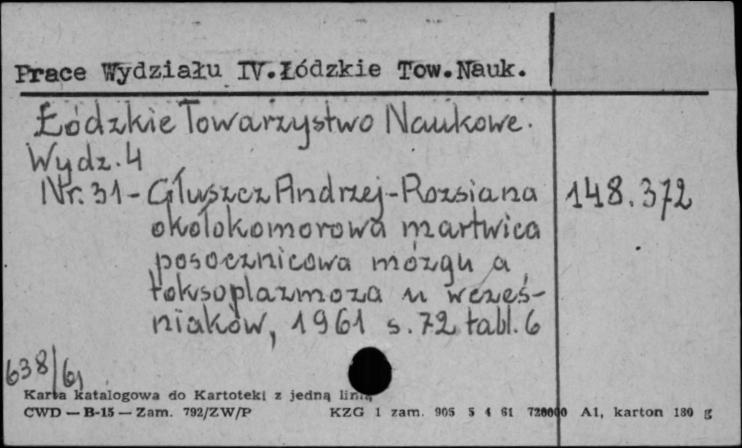 Prace Wydziału IV.Łódzkie Tow.Nauk.
Łódzkie Towarzystwo Naukowe.
Wydz. 4
Nr. 31 - Głuszcz Andrzej - Rozsiana 148.372
okołokomorowa martwica
posocznicowa mózgu a
toksoplazmoza u wcześ-
niaków, 1961 s. 72 tabl. 6
638/61
Karta katalogowa do Kartoteki z jedną linią
CWD — B-15 — Zam. 792/ZW/P KZG 1 zam. 905 5 4 61 A1, karton 180 g